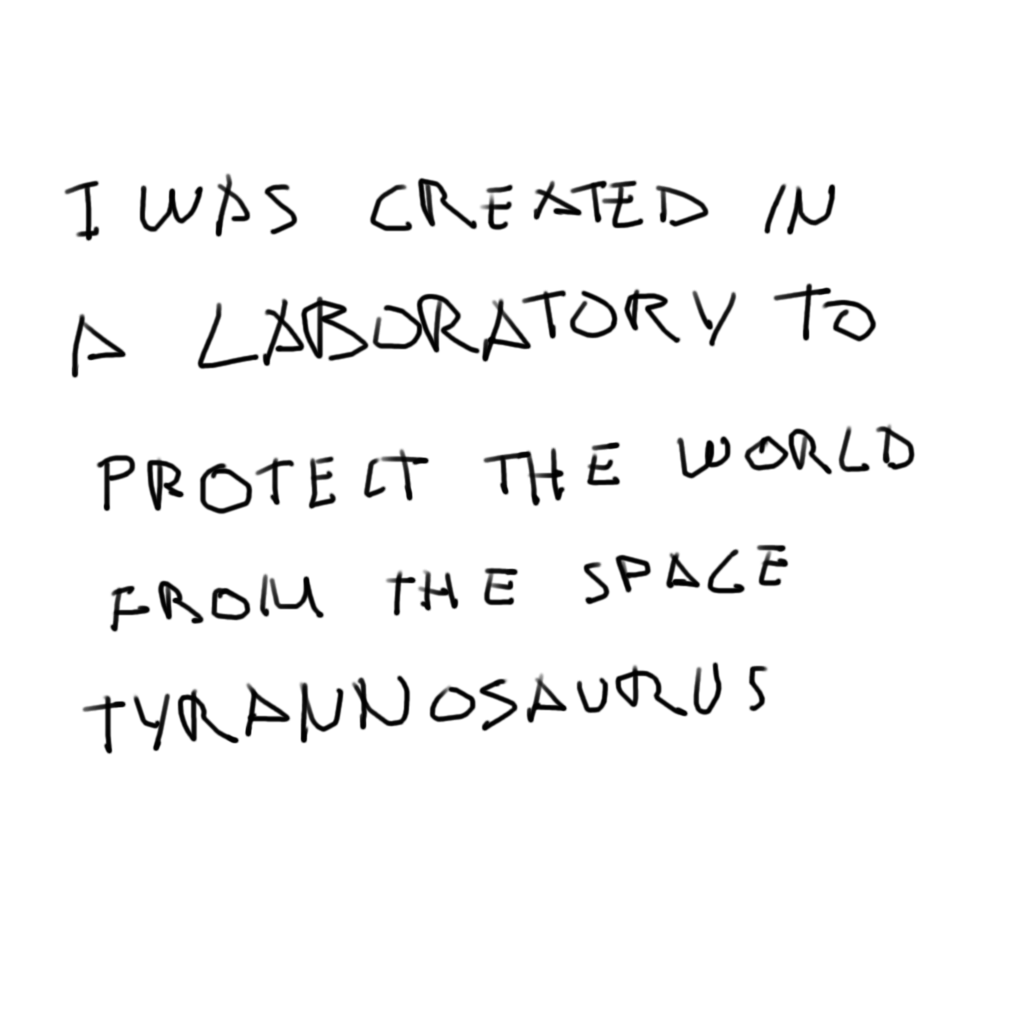 I WAS CREATED IN
A LABORATORY TO
PROTECT THE WORLD
FROM THE SPACE
TYRANNOSAURUS